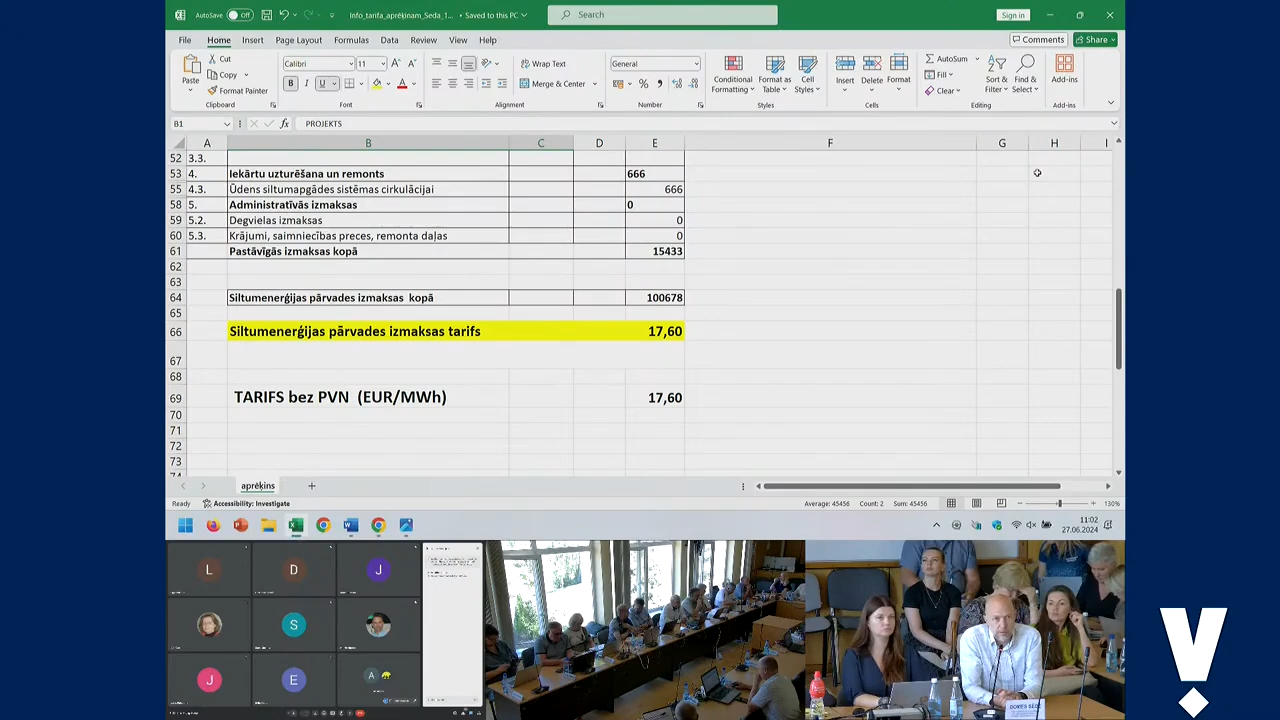 AutoSave Off Info_tarifa_aprēķinam_Seda_1... • Saved to this PC Search Sign in
File Home Insert Page Layout Formulas Data Review View Help Comments Share
Paste Cut Copy Format Painter Clipboard
Calibri 11 B I U Font
Wrap Text Merge & Center Alignment
General % Number
Conditional Formatting Format as Table Cell Styles Styles
Insert Delete Format Cells
AutoSum Fill Clear Sort & Filter Find & Select Editing
Add-ins Add-ins
B1 fx PROJEKTS
A B C D E F G H I
52 3.3.
53 4. Iekārtu uzturēšana un remonts 666
55 4.3. Ūdens siltumapgādes sistēmas cirkulācijai 666
58 5. Administratīvās izmaksas 0
59 5.2. Degvielas izmaksas 0
60 5.3. Krājumi, saimniecības preces, remonta daļas 0
61 Pastāvīgās izmaksas kopā 15433
62
63
64 Siltumenerģijas pārvades izmaksas kopā 100678
65
66 Siltumenerģijas pārvades izmaksas tarifs 17,60
67
68
69 TARIFS bez PVN (EUR/MWh) 17,60
70
71
72
73
74
aprēķins
Ready Accessibility: Investigate Average: 45456 Count: 2 Sum: 45456 130%
11:02
27.06.2024
L D J
S
J E A